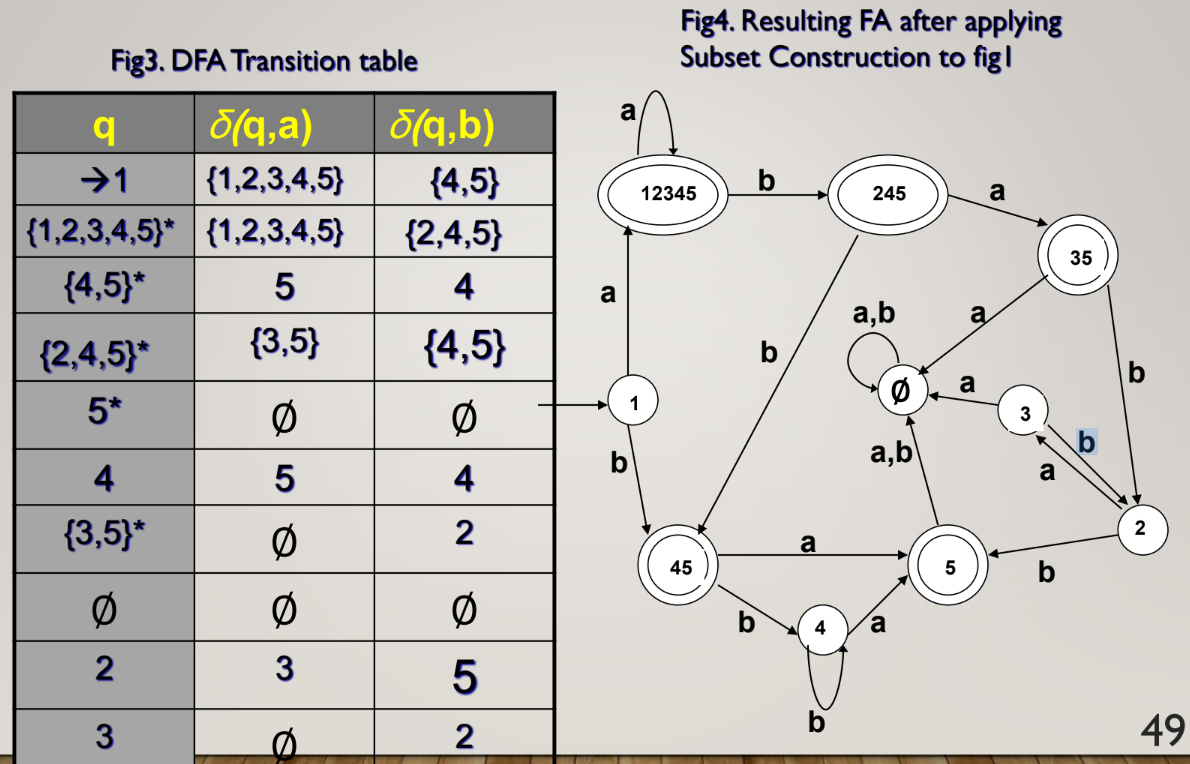 Fig3. DFA Transition table
q δ(q,a) δ(q,b)
→1 {1,2,3,4,5} {4,5}
{1,2,3,4,5}* {1,2,3,4,5} {2,4,5}
{4,5}* 5 4
{2,4,5}* {3,5} {4,5}
5* ∅ ∅
4 5 4
{3,5}* ∅ 2
∅ ∅ ∅
2 3 5
3 ∅ 2
Fig4. Resulting FA after applying
Subset Construction to fig1
a
12345
b
245
a
35
a
a
a,b
b
b
∅
a
3
b
1
a,b
a
b
2
45
a
5
b
b
4
a
b
49